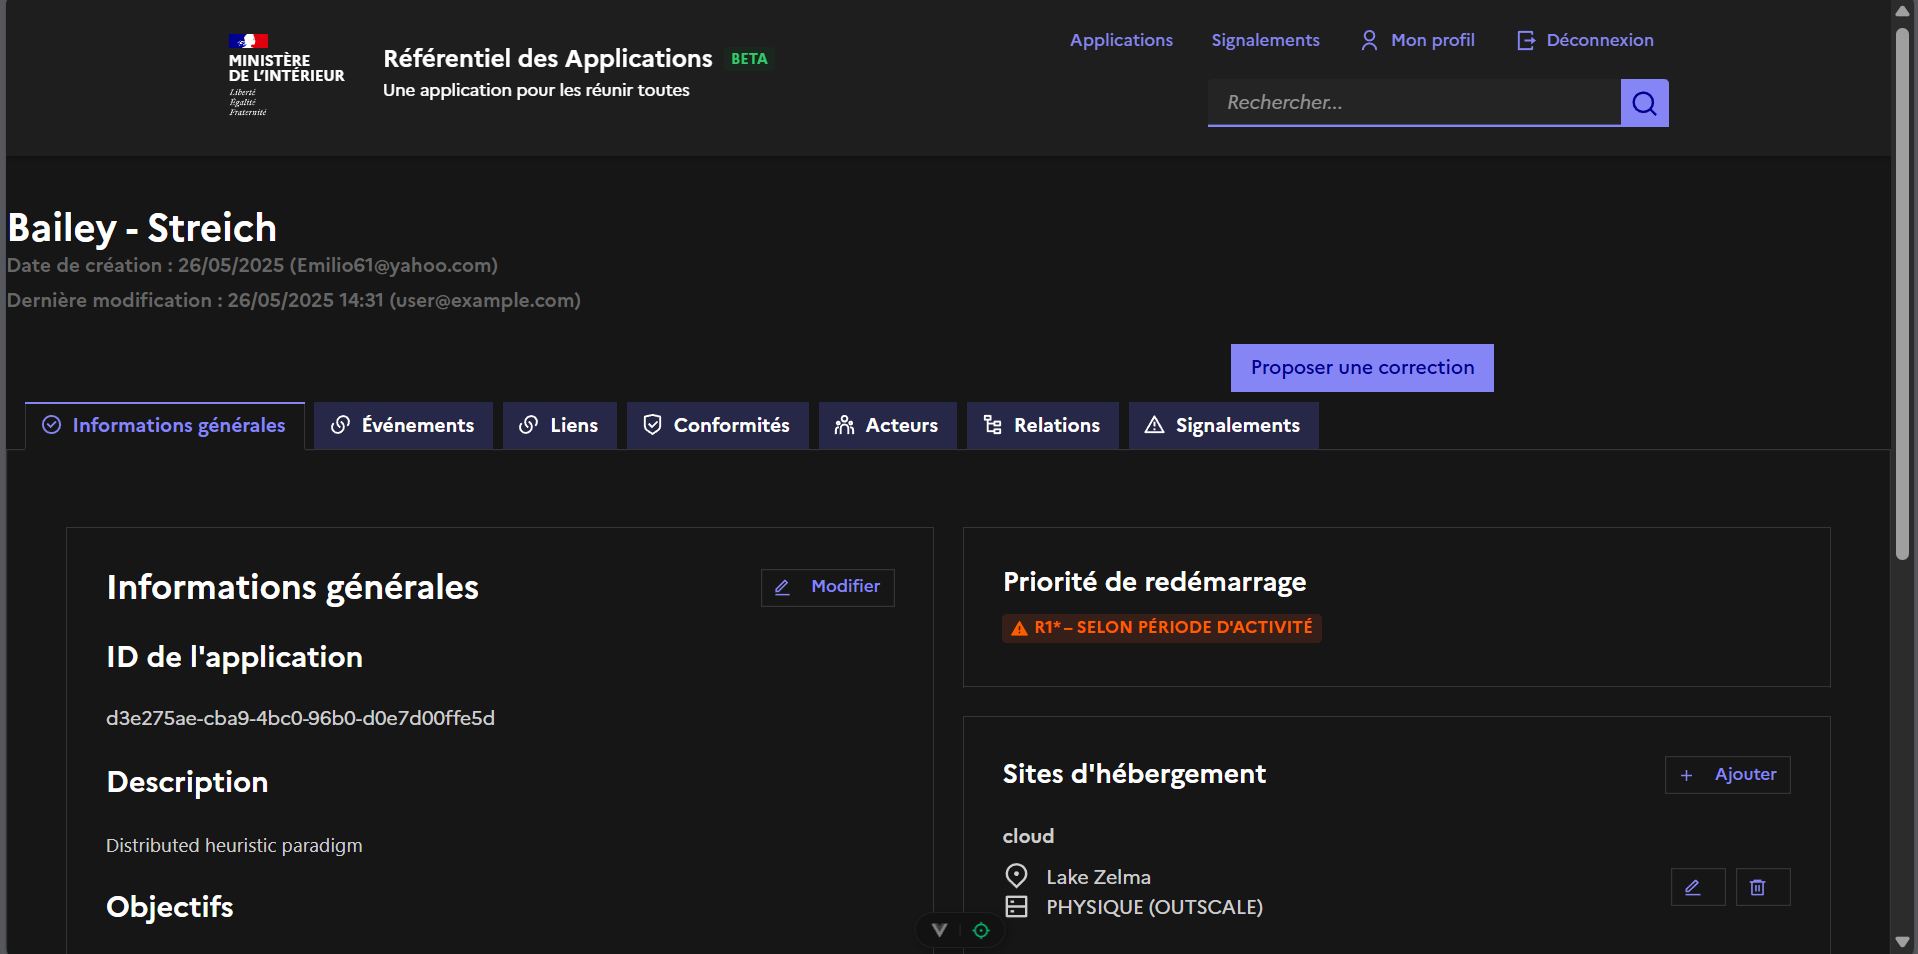 MINISTÈRE
DE L'INTÉRIEUR
Liberté
Égalité
Fraternité
Référentiel des Applications BETA
Une application pour les réunir toutes
Applications Signalements Mon profil Déconnexion
Rechercher...
Bailey - Streich
Date de création : 26/05/2025 (Emilio61@yahoo.com)
Dernière modification : 26/05/2025 14:31 (user@example.com)
Proposer une correction
Informations générales Événements Liens Conformités Acteurs Relations Signalements
Informations générales
Modifier
ID de l'application
d3e275ae-cba9-4bc0-96b0-d0e7d00ffe5d
Description
Distributed heuristic paradigm
Objectifs
Priorité de redémarrage
R1* – SELON PÉRIODE D'ACTIVITÉ
Sites d'hébergement
Ajouter
cloud
Lake Zelma
PHYSIQUE (OUTSCALE)